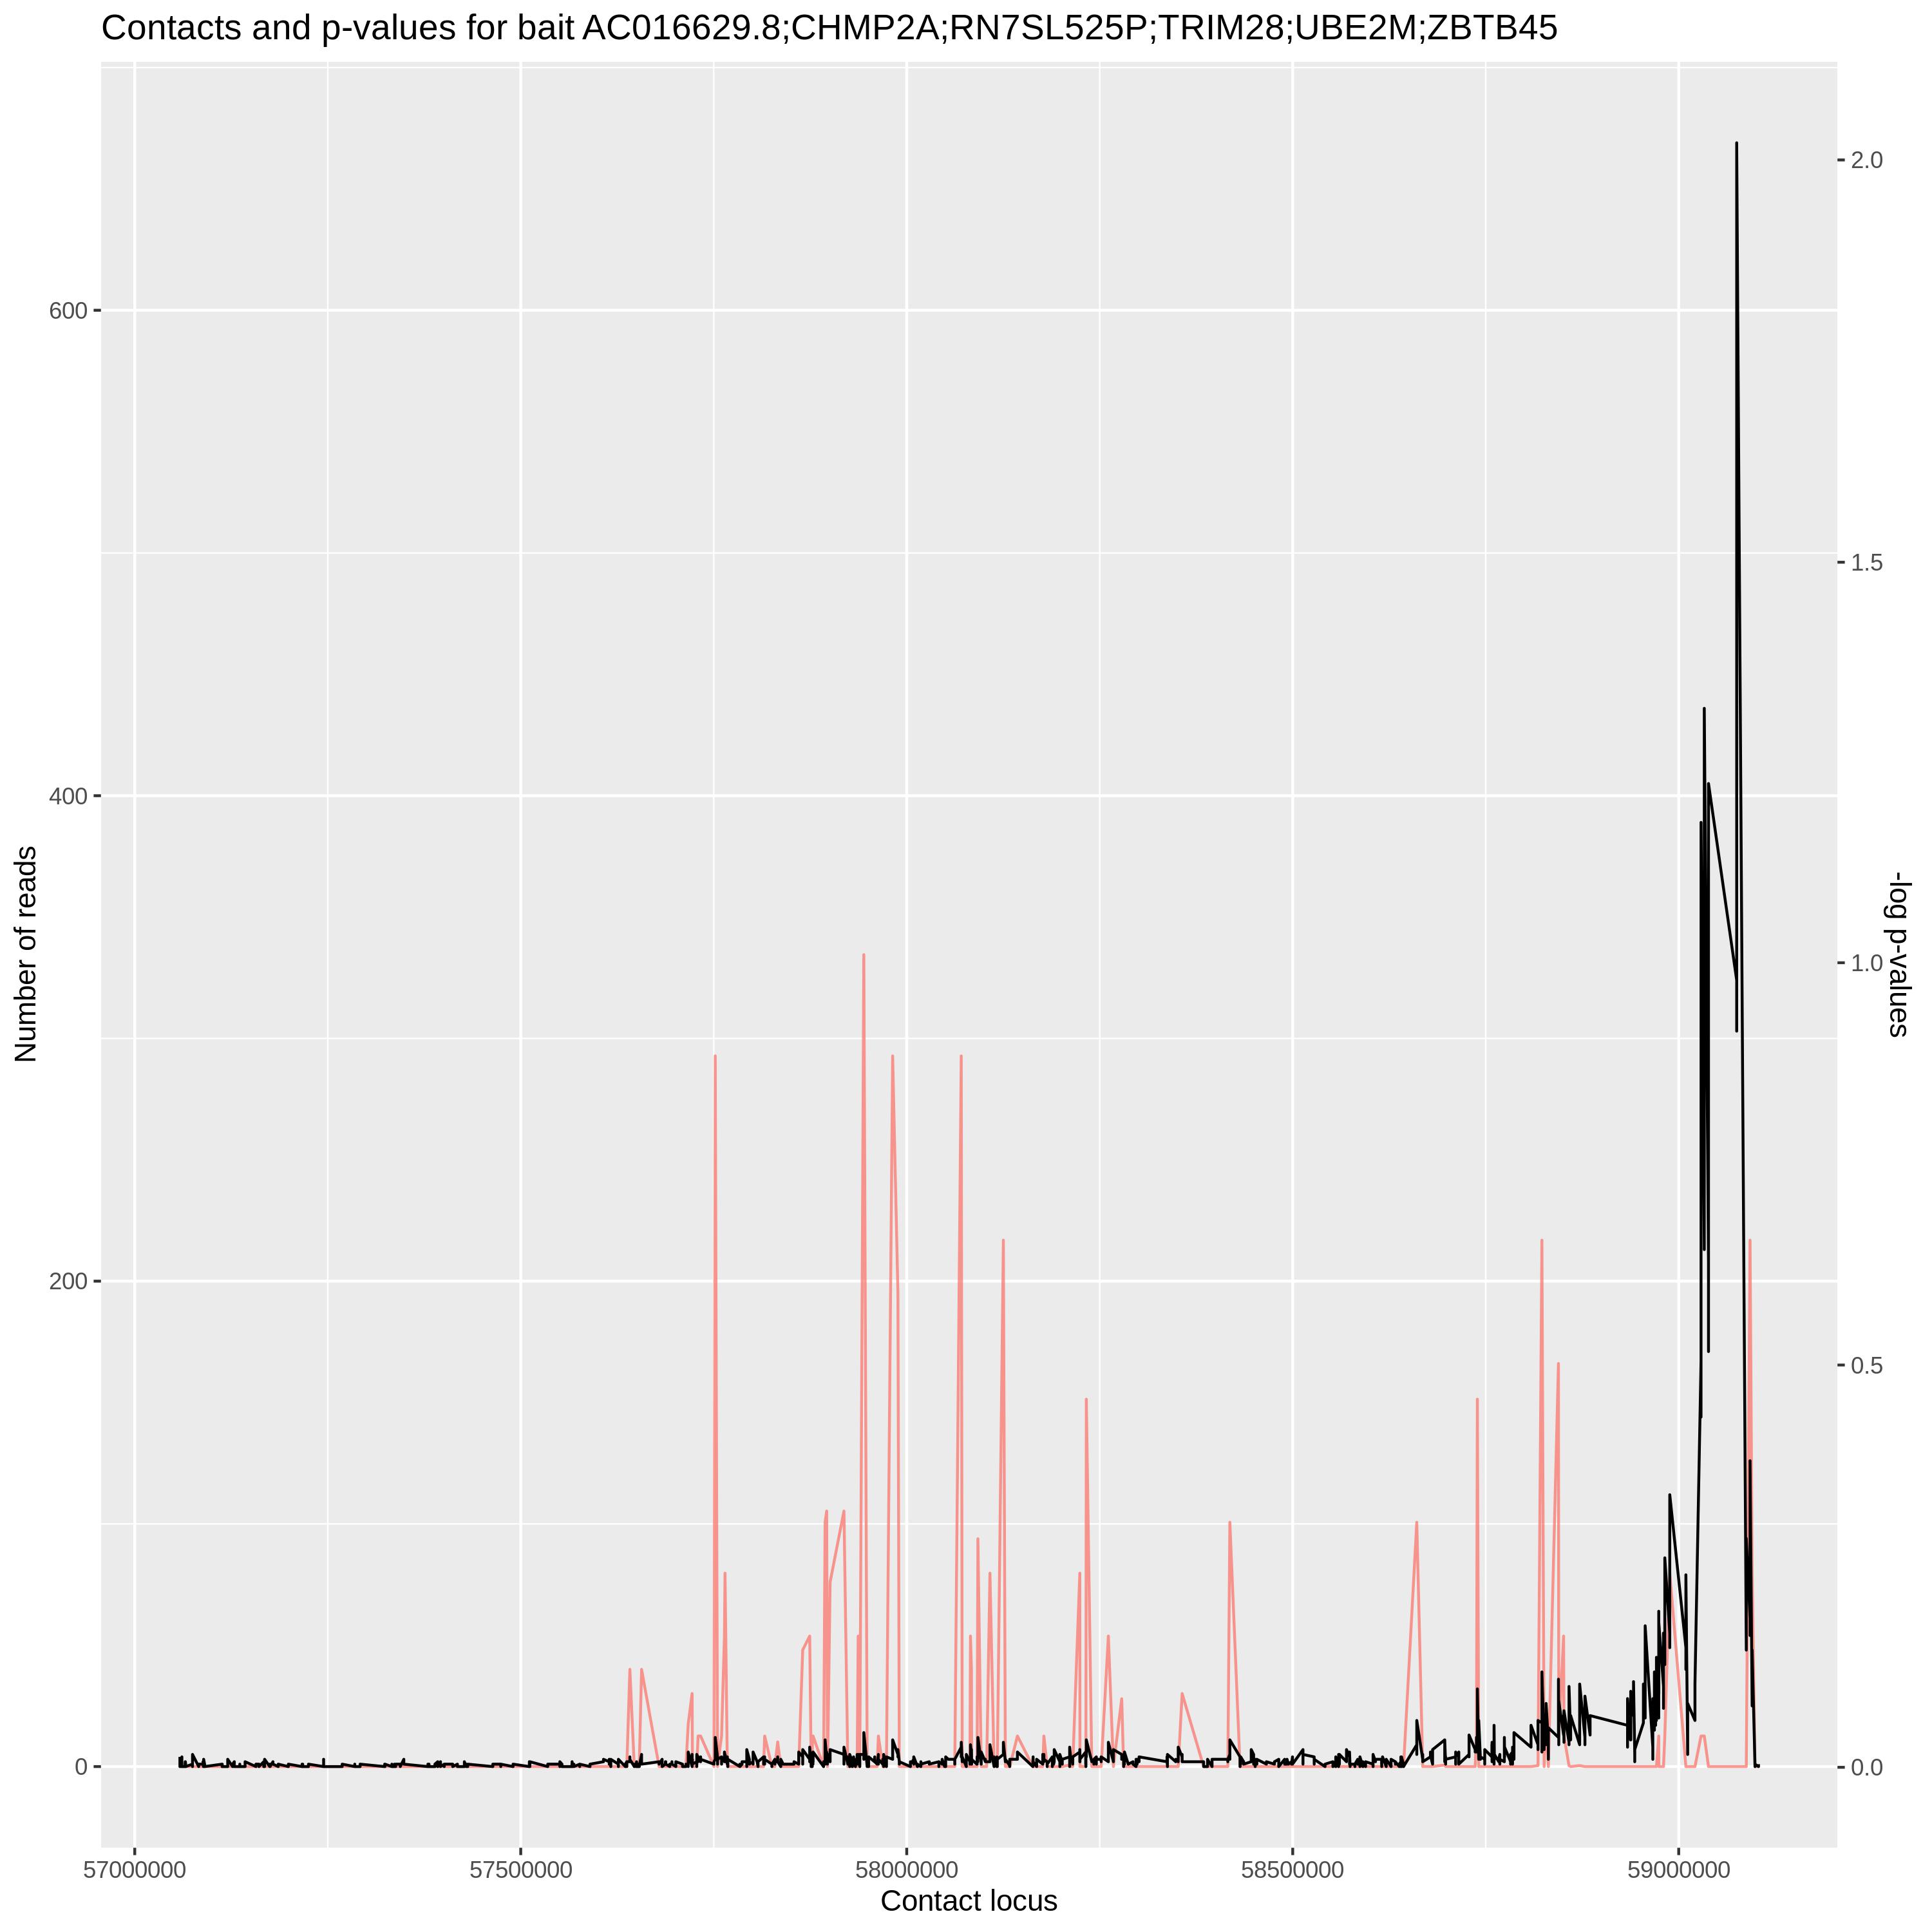 Contacts and p-values for bait AC016629.8;CHMP2A;RN7SL525P;TRIM28;UBE2M;ZBTB45
Number of reads
600
400
200
0
2.0
1.5
1.0
0.5
0.0
-log p-values
57000000 57500000 58000000 58500000 59000000
Contact locus